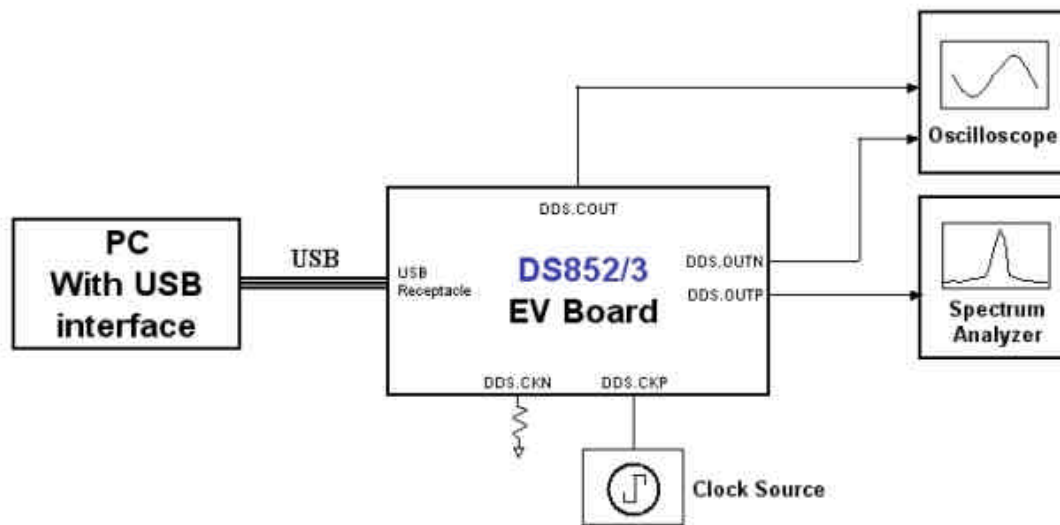 Oscilloscope
DDS.COUT
PC
With USB
interface
USB
USB
Receptacle
DS852/3
EV Board
DDS.OUTN
DDS.OUTP
Spectrum
Analyzer
DDS.CKN
DDS.CKP
Clock Source